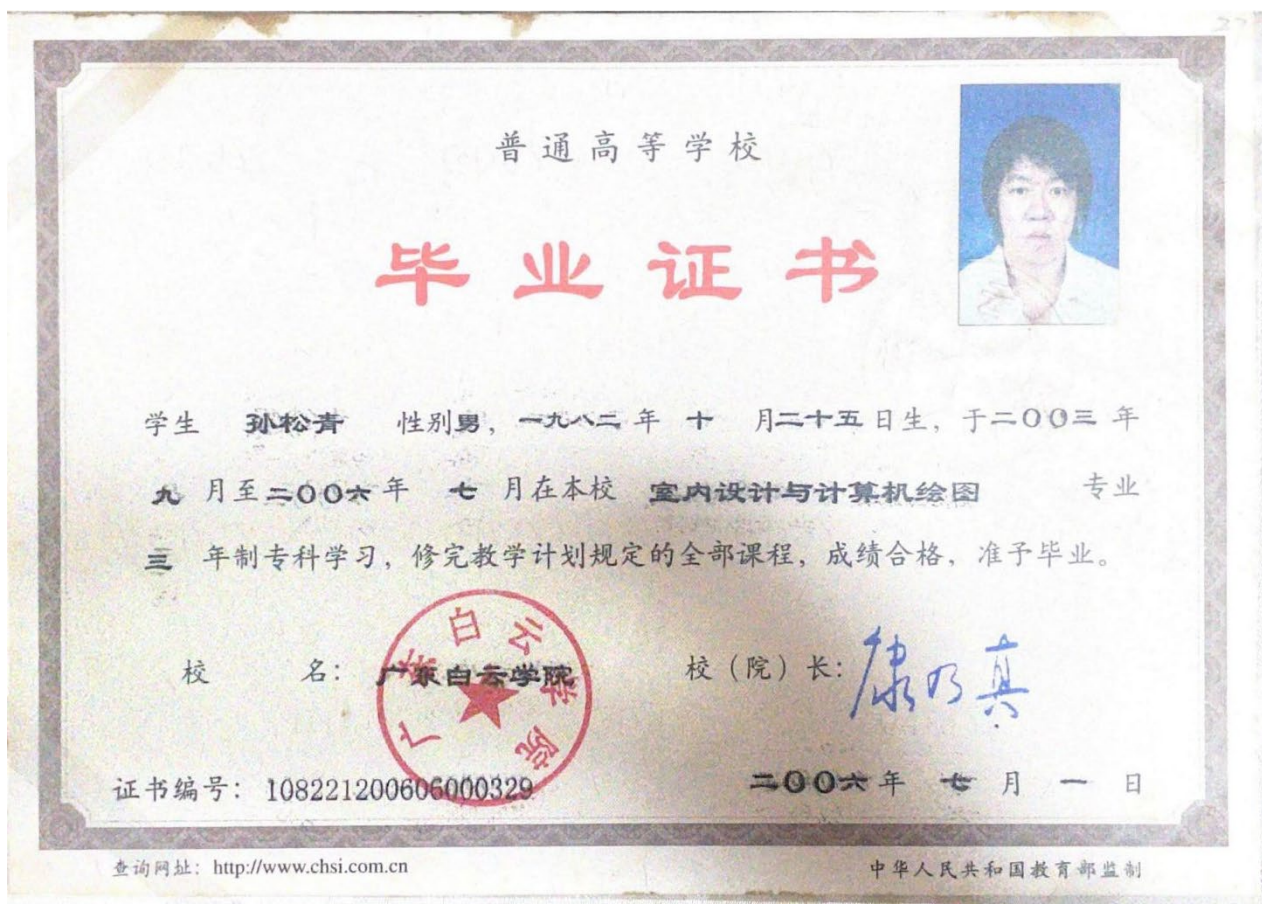 普通高等学校
毕业证书
学生 孙松青 性别男，一九八二年 十 月二十五日生，于二〇〇三年
九 月至二〇〇六年 七 月在本校 室内设计与计算机绘图 专业
三 年制专科学习，修完教学计划规定的全部课程，成绩合格，准予毕业。
校 名：广东白云学院
广东白云学院
校（院）长：
证书编号：108221200606000329
二〇〇六年 七 月 一 日
查询网址：http://www.chsi.com.cn
中华人民共和国教育部监制